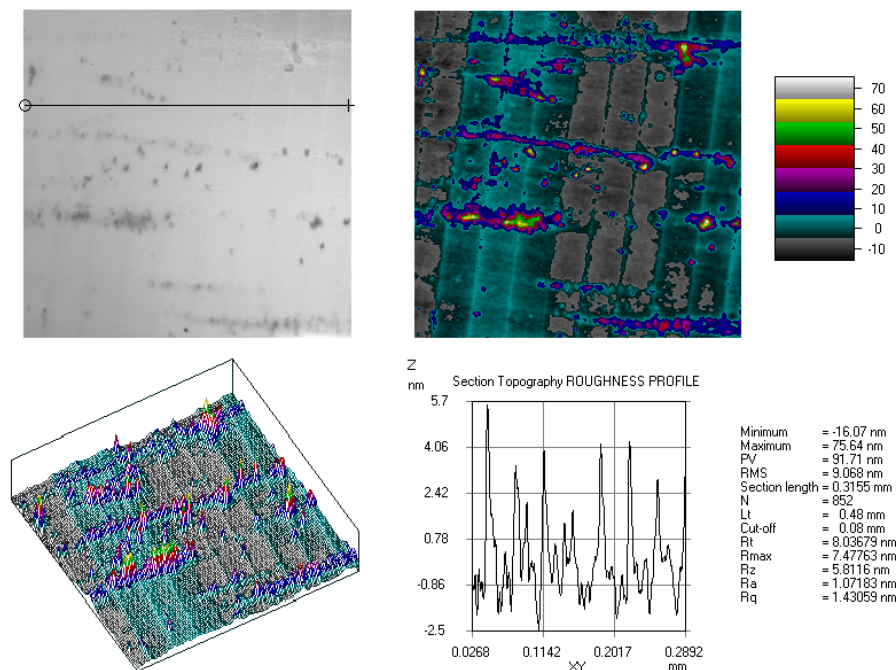 70
60
50
40
30
20
10
0
-10
Z
nm
Section Topography ROUGHNESS PROFILE
5.7
4.06
2.42
0.78
-0.86
-2.5
0.0268 0.1142 0.2017 0.2892
XY mm
Minimum = -16.07 nm
Maximum = 75.64 nm
PV = 91.71 nm
RMS = 9.068 nm
Section length = 0.3155 mm
N = 852
Lt = 0.48 mm
Cut-off = 0.08 mm
Rt = 8.03679 nm
Rmax = 7.47763 nm
Rz = 5.8116 nm
Ra = 1.07183 nm
Rq = 1.43059 nm